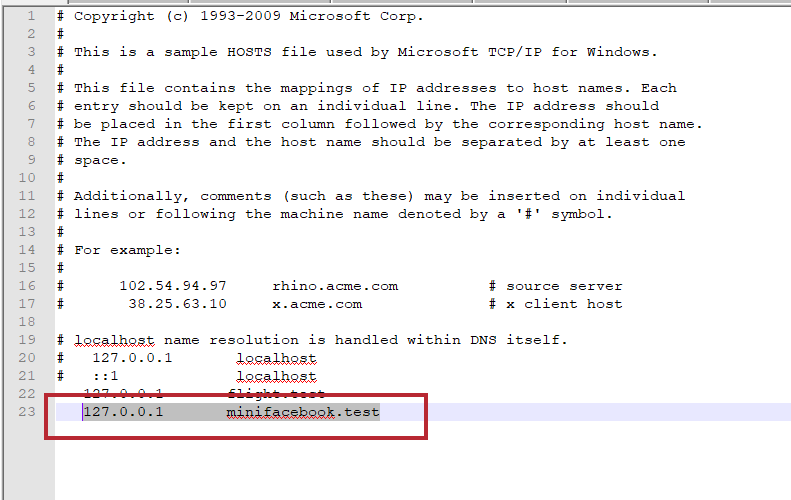 1 # Copyright (c) 1993-2009 Microsoft Corp.
2 #
3 # This is a sample HOSTS file used by Microsoft TCP/IP for Windows.
4 #
5 # This file contains the mappings of IP addresses to host names. Each
6 # entry should be kept on an individual line. The IP address should
7 # be placed in the first column followed by the corresponding host name.
8 # The IP address and the host name should be separated by at least one
9 # space.
10 #
11 # Additionally, comments (such as these) may be inserted on individual
12 # lines or following the machine name denoted by a '#' symbol.
13 #
14 # For example:
15 #
16 # 102.54.94.97 rhino.acme.com # source server
17 # 38.25.63.10 x.acme.com # x client host
18
19 # localhost name resolution is handled within DNS itself.
20 # 127.0.0.1 localhost
21 # ::1 localhost
22 127.0.0.1 flight.test
23 127.0.0.1 minifacebook.test